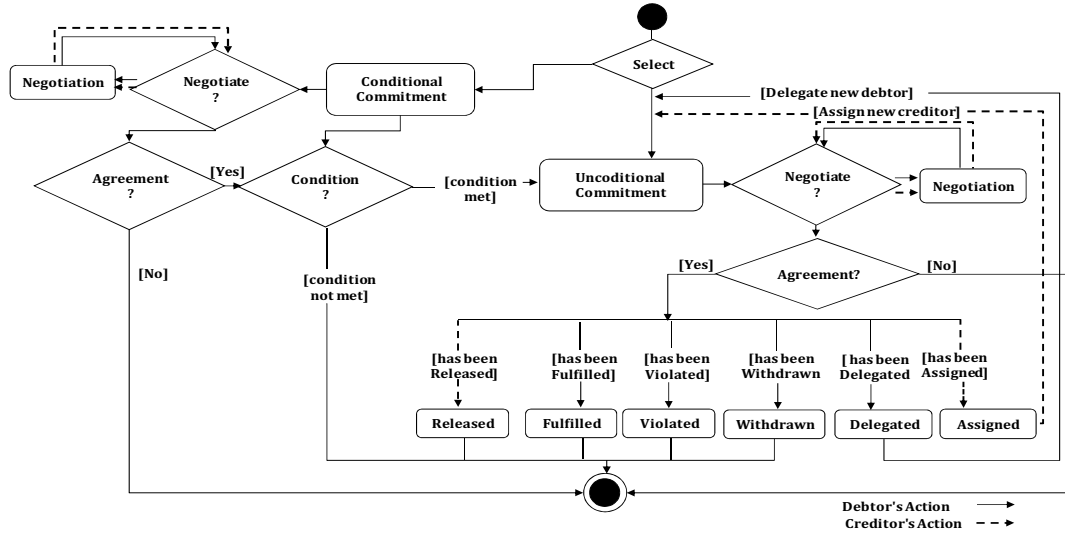 Select
Negotiate
?
Negotiation
Conditional
Commitment
[Delegate new debtor]
[Assign new creditor]
Agreement
?
[Yes]
Condition
?
[condition
met]
Uncoditional
Commitment
Negotiate
?
Negotiation
[No]
[condition
not met]
[Yes]
Agreement?
[No]
[has been
Released]
[has been
Fulfilled]
[has been
Violated]
[has been
Withdrawn
[has been
Delegated
[has been
Assigned]
Released
Fulfilled
Violated
Withdrawn
Delegated
Assigned
Debtor's Action
Creditor's Action